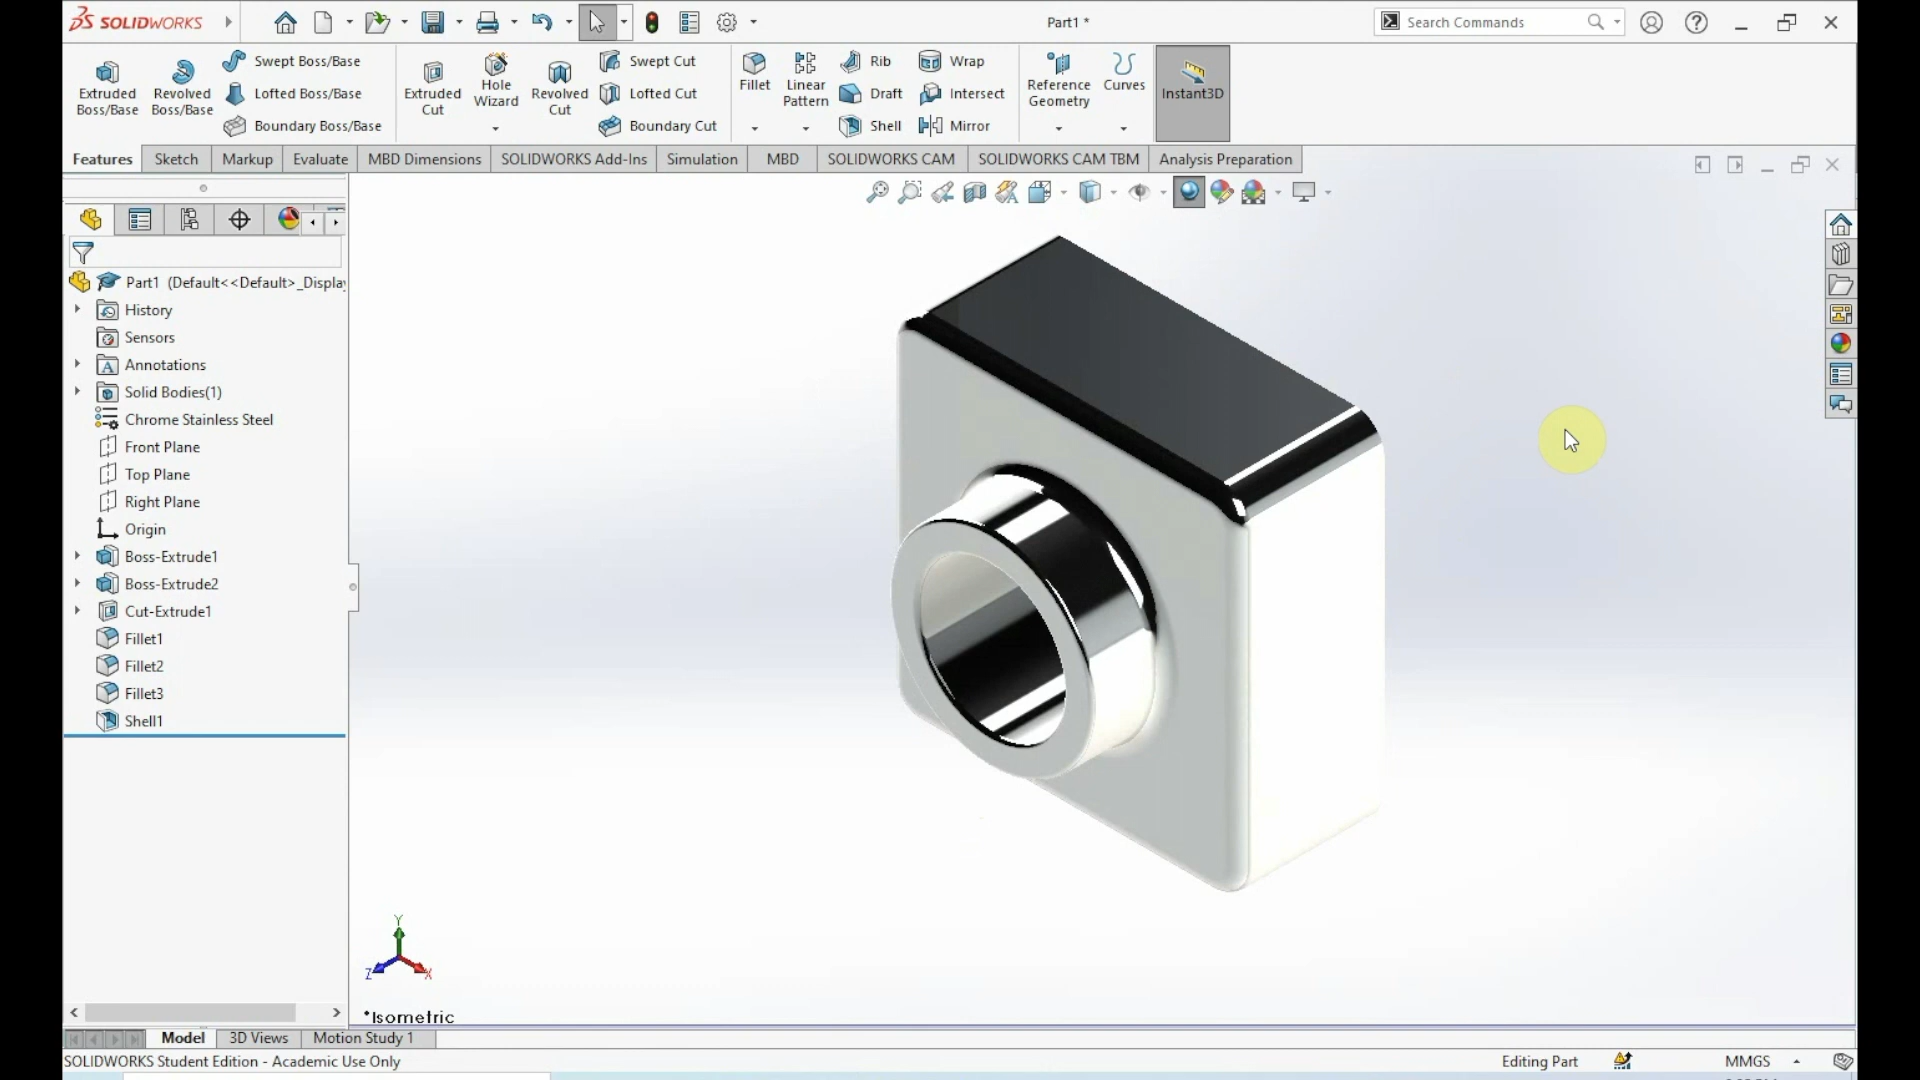 SOLIDWORKS
Part1 *
Search Commands
Extruded Boss/Base
Revolved Boss/Base
Swept Boss/Base
Lofted Boss/Base
Boundary Boss/Base
Extruded Cut
Hole Wizard
Revolved Cut
Swept Cut
Lofted Cut
Boundary Cut
Fillet
Linear Pattern
Rib
Draft
Shell
Wrap
Intersect
Mirror
Reference Geometry
Curves
Instant3D
Features
Sketch
Markup
Evaluate
MBD Dimensions
SOLIDWORKS Add-Ins
Simulation
MBD
SOLIDWORKS CAM
SOLIDWORKS CAM TBM
Analysis Preparation
Part1 (Default<<Default>_Display
History
Sensors
Annotations
Solid Bodies(1)
Chrome Stainless Steel
Front Plane
Top Plane
Right Plane
Origin
Boss-Extrude1
Boss-Extrude2
Cut-Extrude1
Fillet1
Fillet2
Fillet3
Shell1
Y
Z
X
*Isometric
Model
3D Views
Motion Study 1
SOLIDWORKS Student Edition - Academic Use Only
Editing Part
MMGS